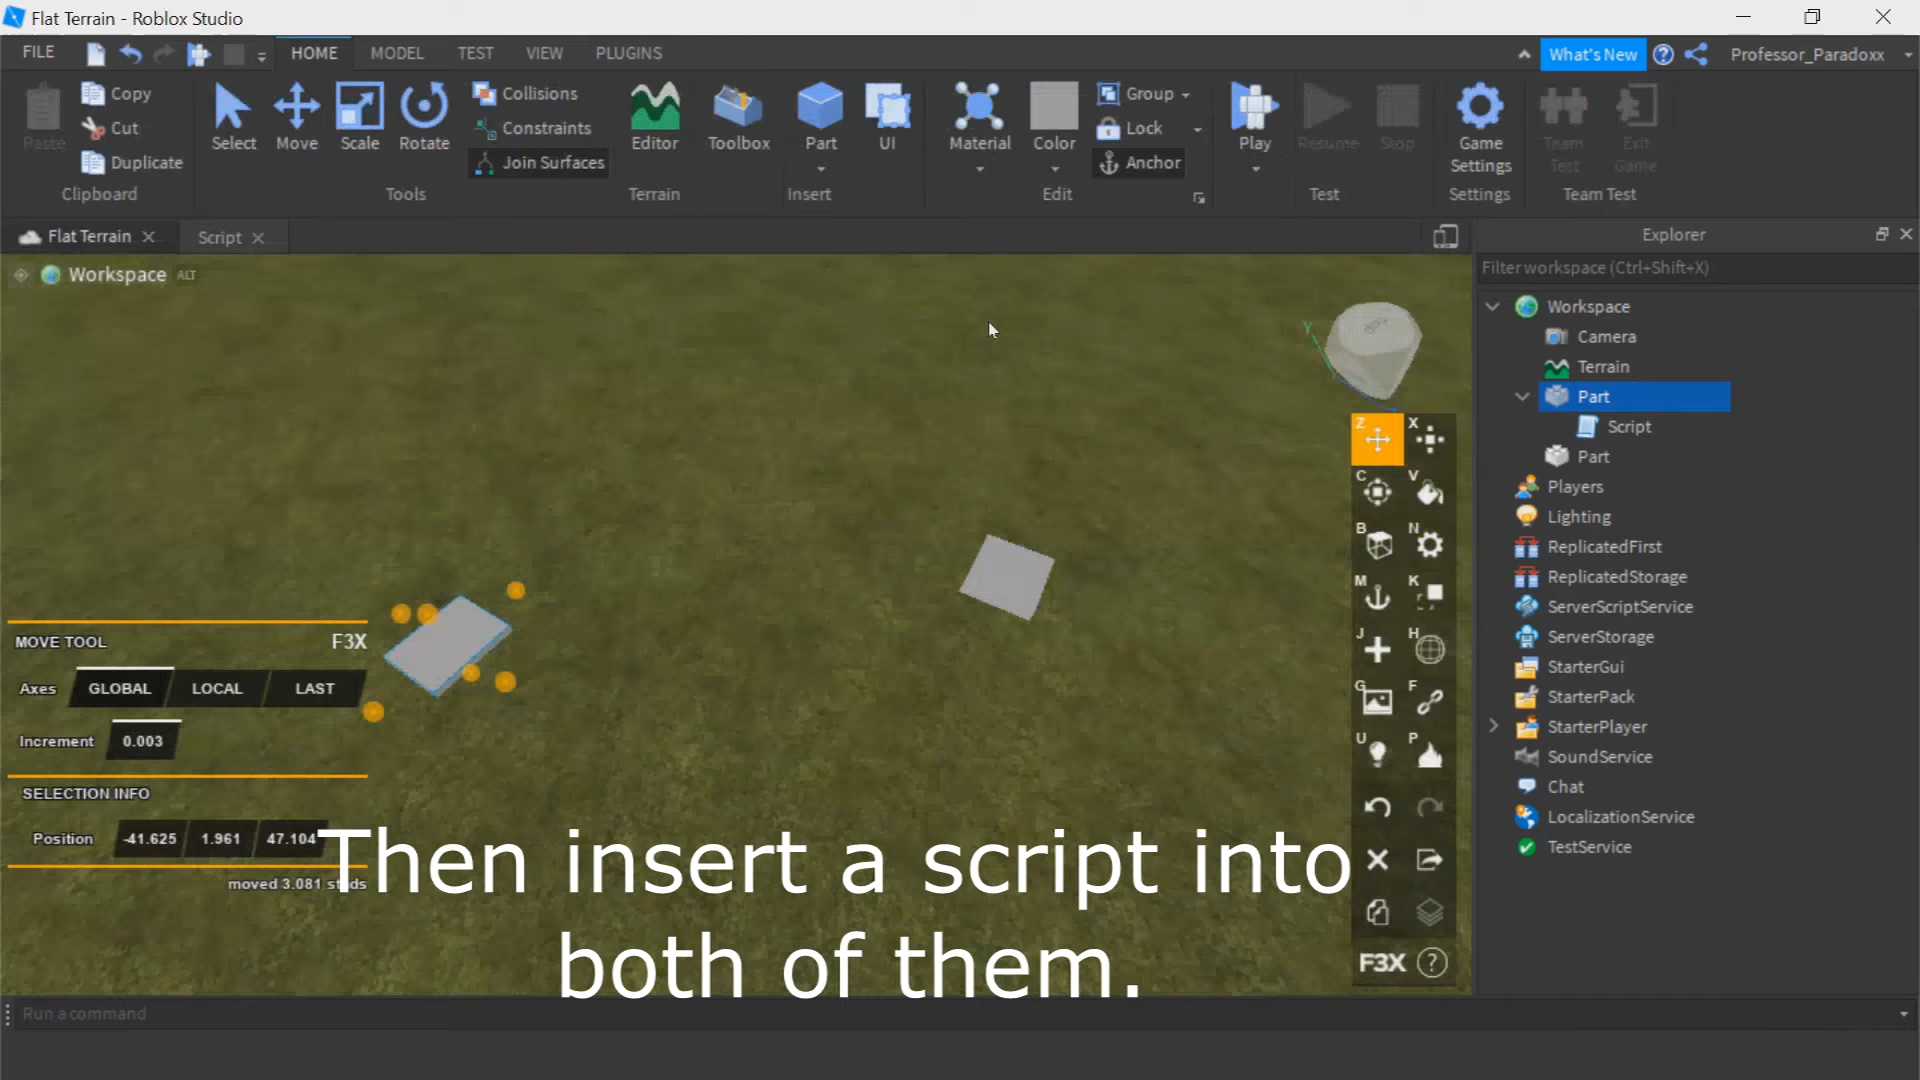 Flat Terrain - Roblox Studio
FILE HOME MODEL TEST VIEW PLUGINS What's New ? Professor_Paradoxx
Paste Copy Cut Duplicate
Clipboard
Select Move Scale Rotate Collisions Constraints Join Surfaces
Tools
Editor
Terrain
Toolbox Part UI
Insert
Material Color Group Lock Anchor
Edit
Play Resume Stop
Test
Game Settings
Settings
Team Test Exit Game
Team Test
Flat Terrain Script
Workspace ALT
Y
MOVE TOOL F3X
Axes GLOBAL LOCAL LAST
Increment 0.003
SELECTION INFO
Position -41.625 1.961 47.104
moved 3.081 studs
Z X
C V
B N
M K
J H
G F
U P
F3X ?
Then insert a script into
both of them.
Explorer
Filter workspace (Ctrl+Shift+X)
Workspace
Camera
Terrain
Part
Script
Part
Players
Lighting
ReplicatedFirst
ReplicatedStorage
ServerScriptService
ServerStorage
StarterGui
StarterPack
StarterPlayer
SoundService
Chat
LocalizationService
TestService
Run a command